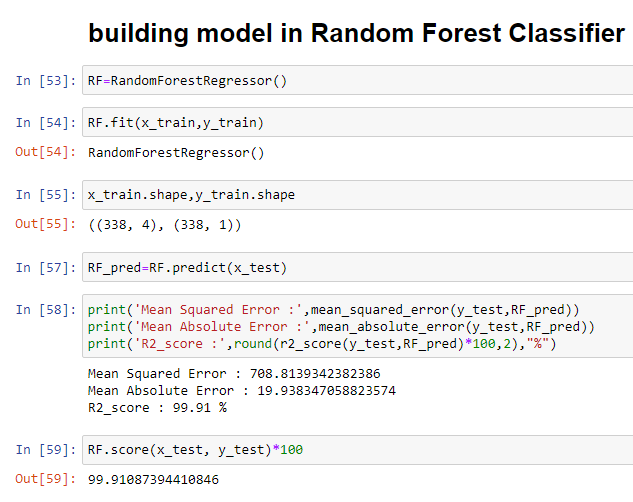 building model in Random Forest Classifier
In [53]: RF=RandomForestRegressor()
In [54]: RF.fit(x_train,y_train)
Out[54]: RandomForestRegressor()
In [55]: x_train.shape,y_train.shape
Out[55]: ((338, 4), (338, 1))
In [57]: RF_pred=RF.predict(x_test)
In [58]: print('Mean Squared Error :',mean_squared_error(y_test,RF_pred))
print('Mean Absolute Error :',mean_absolute_error(y_test,RF_pred))
print('R2_score :',round(r2_score(y_test,RF_pred)*100,2),"%")
Mean Squared Error : 708.8139342382386
Mean Absolute Error : 19.938347058823574
R2_score : 99.91 %
In [59]: RF.score(x_test, y_test)*100
Out[59]: 99.91087394410846